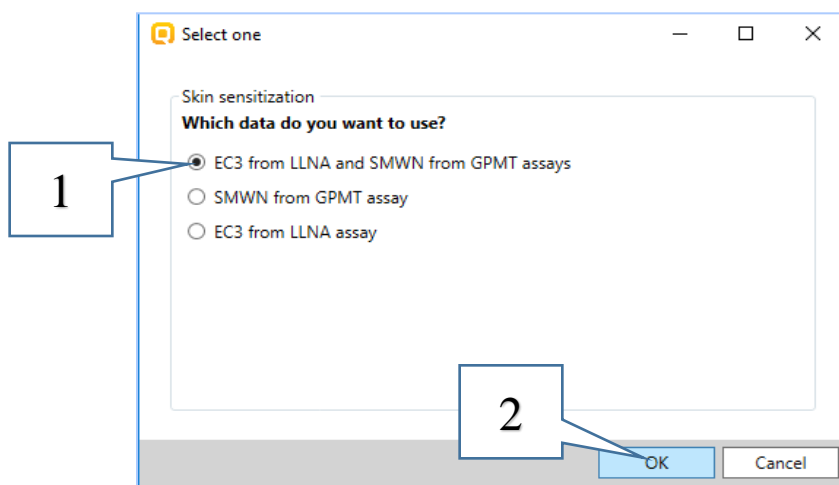 Select one
Skin sensitization
Which data do you want to use?
1
EC3 from LLNA and SMWN from GPMT assays
SMWN from GPMT assay
EC3 from LLNA assay
2
OK
Cancel